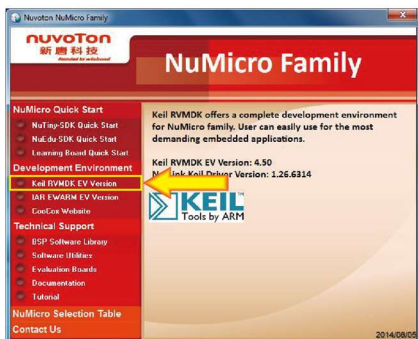 Nuvoton NuMicro Family
nuvoTon
新唐科技
Founded by winbond
NuMicro Family
NuMicro Quick Start
NuTiny-SDK Quick Start
NuEdu-SDK Quick Start
Learning Board Quick Start
Development Environment
Keil RVMDK EV Version
IAR EWARM EV Version
CooCox Website
Technical Support
BSP Software Library
Software Utilities
Evaluation Boards
Documentation
Tutorial
NuMicro Selection Table
Contact Us
Keil RVMDK offers a complete development environment
for NuMicro family. User can easily use for the most
demanding embedded applications.
Keil RVMDK EV Version: 4.50
Keil Driver Version: 1.26.6314
KEIL
Tools by ARM
2014/08/05